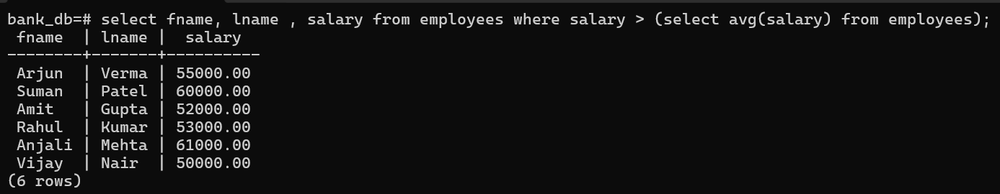 bank_db=# select fname, lname , salary from employees where salary > (select avg(salary) from employees);
 fname  | lname |  salary
--------+-------+----------
 Arjun  | Verma | 55000.00
 Suman  | Patel | 60000.00
 Amit   | Gupta | 52000.00
 Rahul  | Kumar | 53000.00
 Anjali | Mehta | 61000.00
 Vijay  | Nair  | 50000.00
(6 rows)